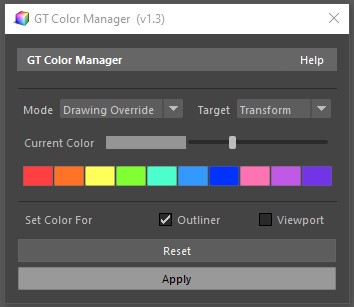 GT Color Manager (v1.3)
GT Color Manager Help
Mode Drawing Override Target Transform
Current Color
Set Color For Outliner Viewport
Reset
Apply